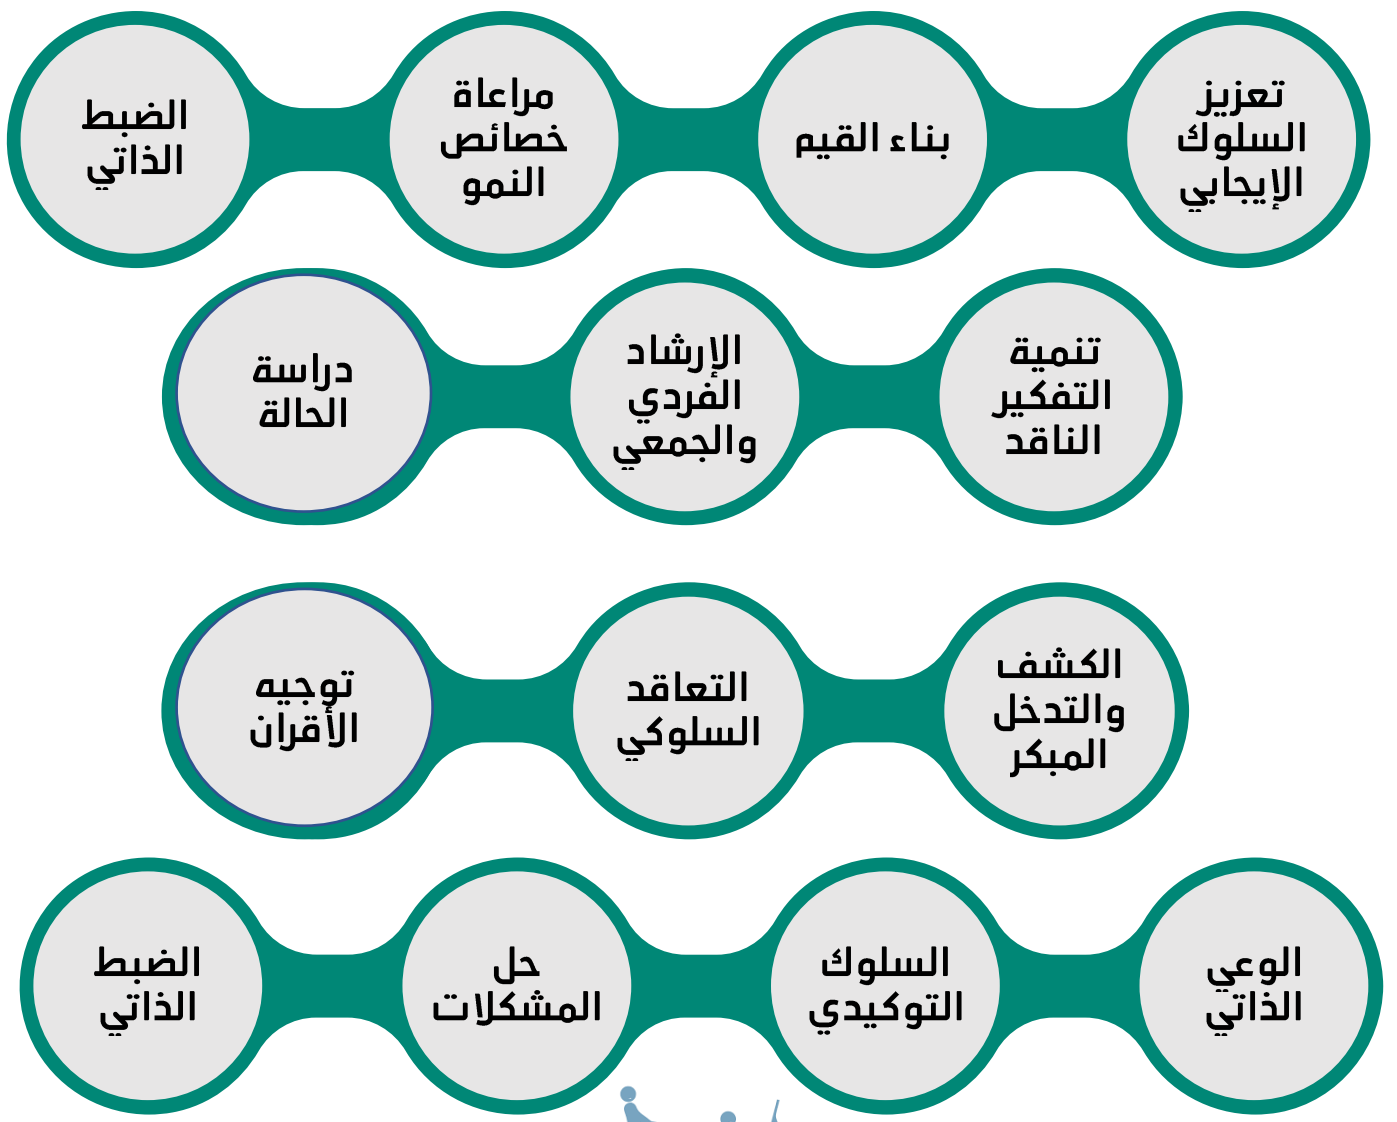 تعزيز
السلوك
الإيجابي
بناء القيم
مراعاة
خصائص
النمو
الضبط
الذاتي
تنمية
التفكير
الناقد
الإرشاد
الفردي
والجمعي
دراسة
الحالة
الكشف
والتدخل
المبكر
التعاقد
السلوكي
توجيه
الأقران
الوعي
الذاتي
السلوك
التوكيدي
حل
المشكلات
الضبط
الذاتي